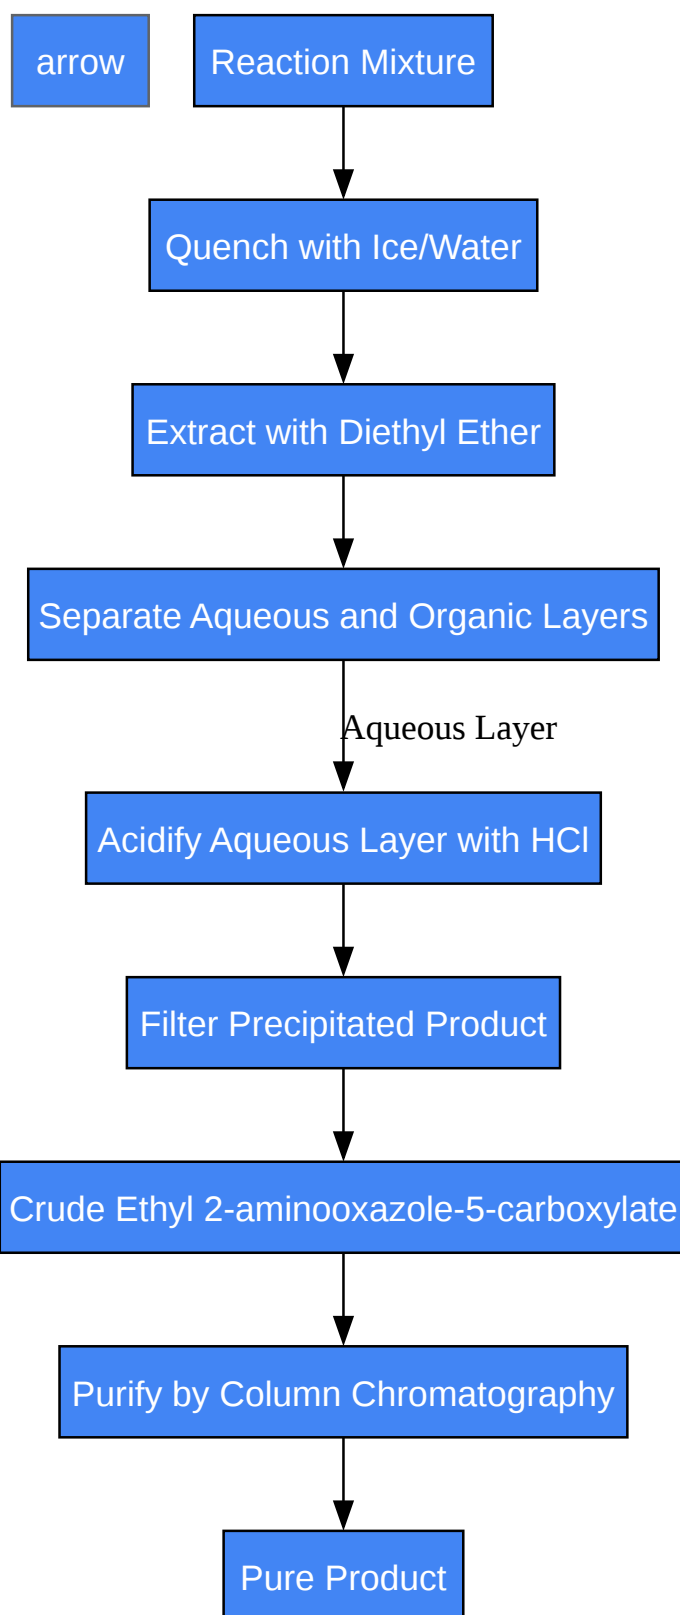 arrow
Reaction Mixture
Quench with Ice/Water
Extract with Diethyl Ether
Separate Aqueous and Organic Layers
Aqueous Layer
Acidify Aqueous Layer with HCl
Filter Precipitated Product
Crude Ethyl 2-aminooxazole-5-carboxylate
Purify by Column Chromatography
Pure Product